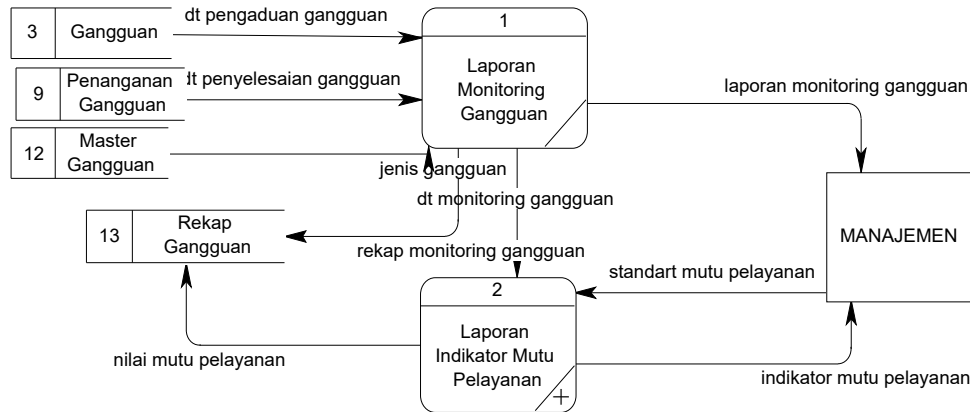 dt pengaduan gangguan
3
Gangguan
1
Laporan
Monitoring
Gangguan
dt penyelesaian gangguan
9
Penanganan
Gangguan
laporan monitoring gangguan
12
Master
Gangguan
jenis gangguan
dt monitoring gangguan
13
Rekap
Gangguan
rekap monitoring gangguan
MANAJEMEN
standart mutu pelayanan
2
Laporan
Indikator Mutu
Pelayanan
+
nilai mutu pelayanan
indikator mutu pelayanan